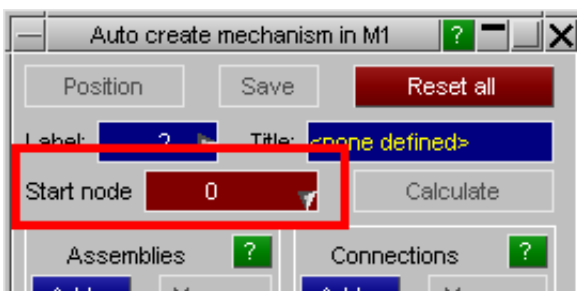 Auto create mechanism in M1 ?
Position Save Reset all
Label: ? Title: <none defined>
Start node 0 Calculate
Assemblies ? Connections ?